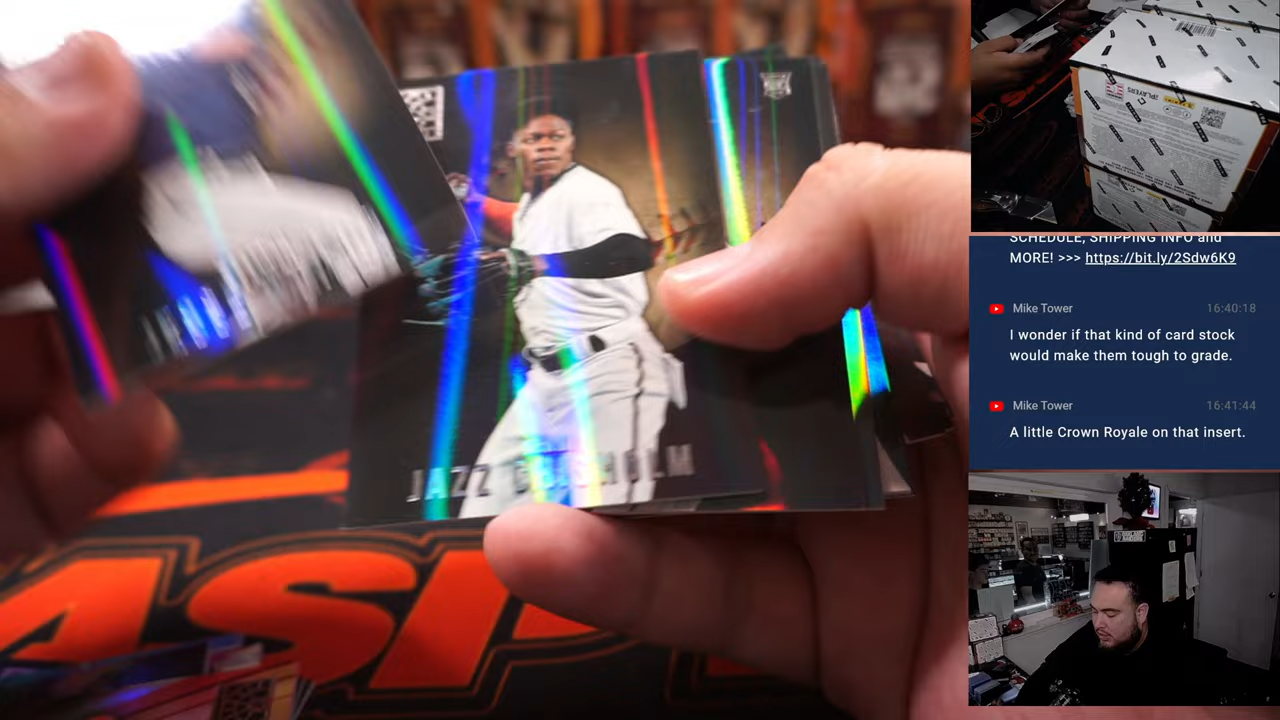 JAZZ CHISHOLM
SCHEDULE, SHIPPING INFO and
MORE! >>> https://bit.ly/2Sdw6K9
Mike Tower 16:40:18
I wonder if that kind of card stock
would make them tough to grade.
Mike Tower 16:41:44
A little Crown Royale on that insert.